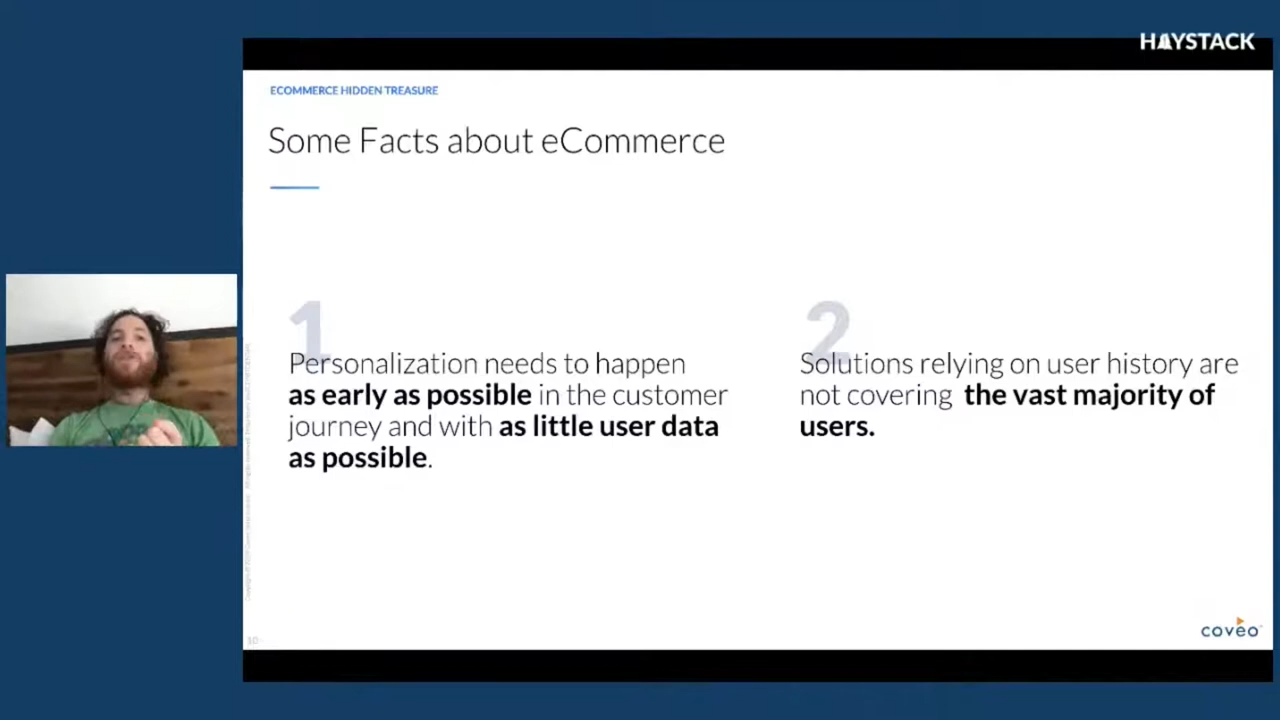 HAYSTACK
ECOMMERCE HIDDEN TREASURE
Some Facts about eCommerce
1
Personalization needs to happen
as early as possible in the customer
journey and with as little user data
as possible.
2
Solutions relying on user history are
not covering the vast majority of
users.
10
coveo